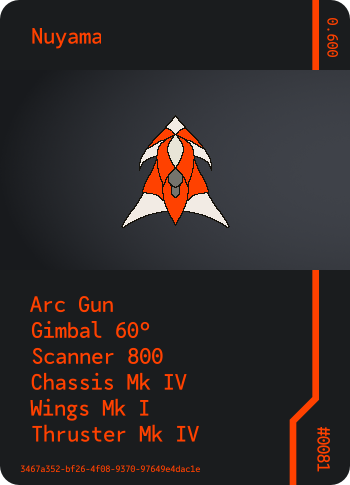 Nuyama
0.600
Arc Gun
Gimbal 60°
Scanner 800
Chassis Mk IV
Wings Mk I
Thruster Mk IV
#0081
3467a352-bf26-4f08-9370-97649e4dac1e